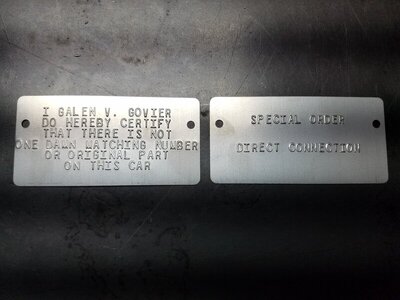 I GALEN V. GOVIER
DO HEREBY CERTIFY
THAT THERE IS NOT
ONE DAMN MATCHING NUMBER
OR ORIGINAL PART
ON THIS CAR
SPECIAL ORDER
DIRECT CONNECTION